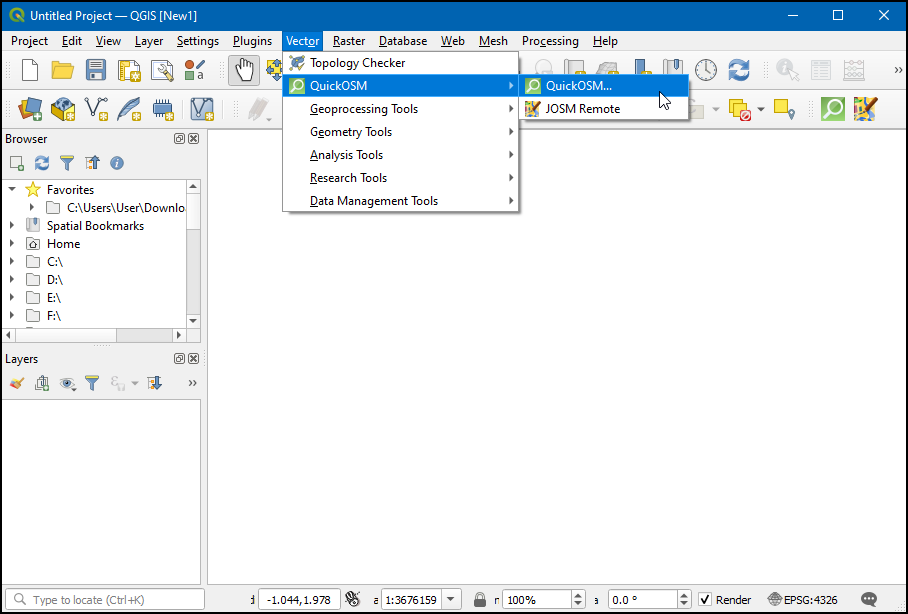 Untitled Project — QGIS [New1]
Project Edit View Layer Settings Plugins Vector Raster Database Web Mesh Processing Help
Topology Checker
QuickOSM
QuickOSM...
Geoprocessing Tools
JOSM Remote
Geometry Tools
Analysis Tools
Research Tools
Data Management Tools
Browser
Favorites
C:\Users\User\Downlo
Spatial Bookmarks
Home
C:\
D:\
E:\
F:\
Layers
Type to locate (Ctrl+K) -1.044,1.978 a 1:3676159 100% a 0.0 ° Render EPSG:4326